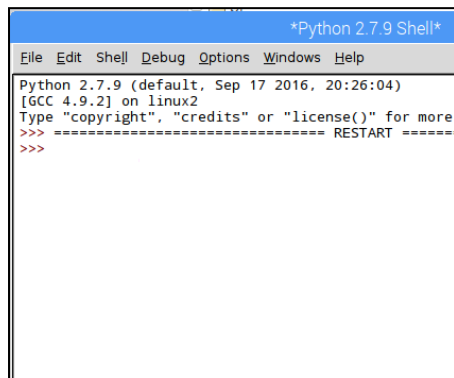 *Python 2.7.9 Shell*
File Edit Shell Debug Options Windows Help
Python 2.7.9 (default, Sep 17 2016, 20:26:04)
[GCC 4.9.2] on linux2
Type "copyright", "credits" or "license()" for more
>>> ================================ RESTART ======
>>>